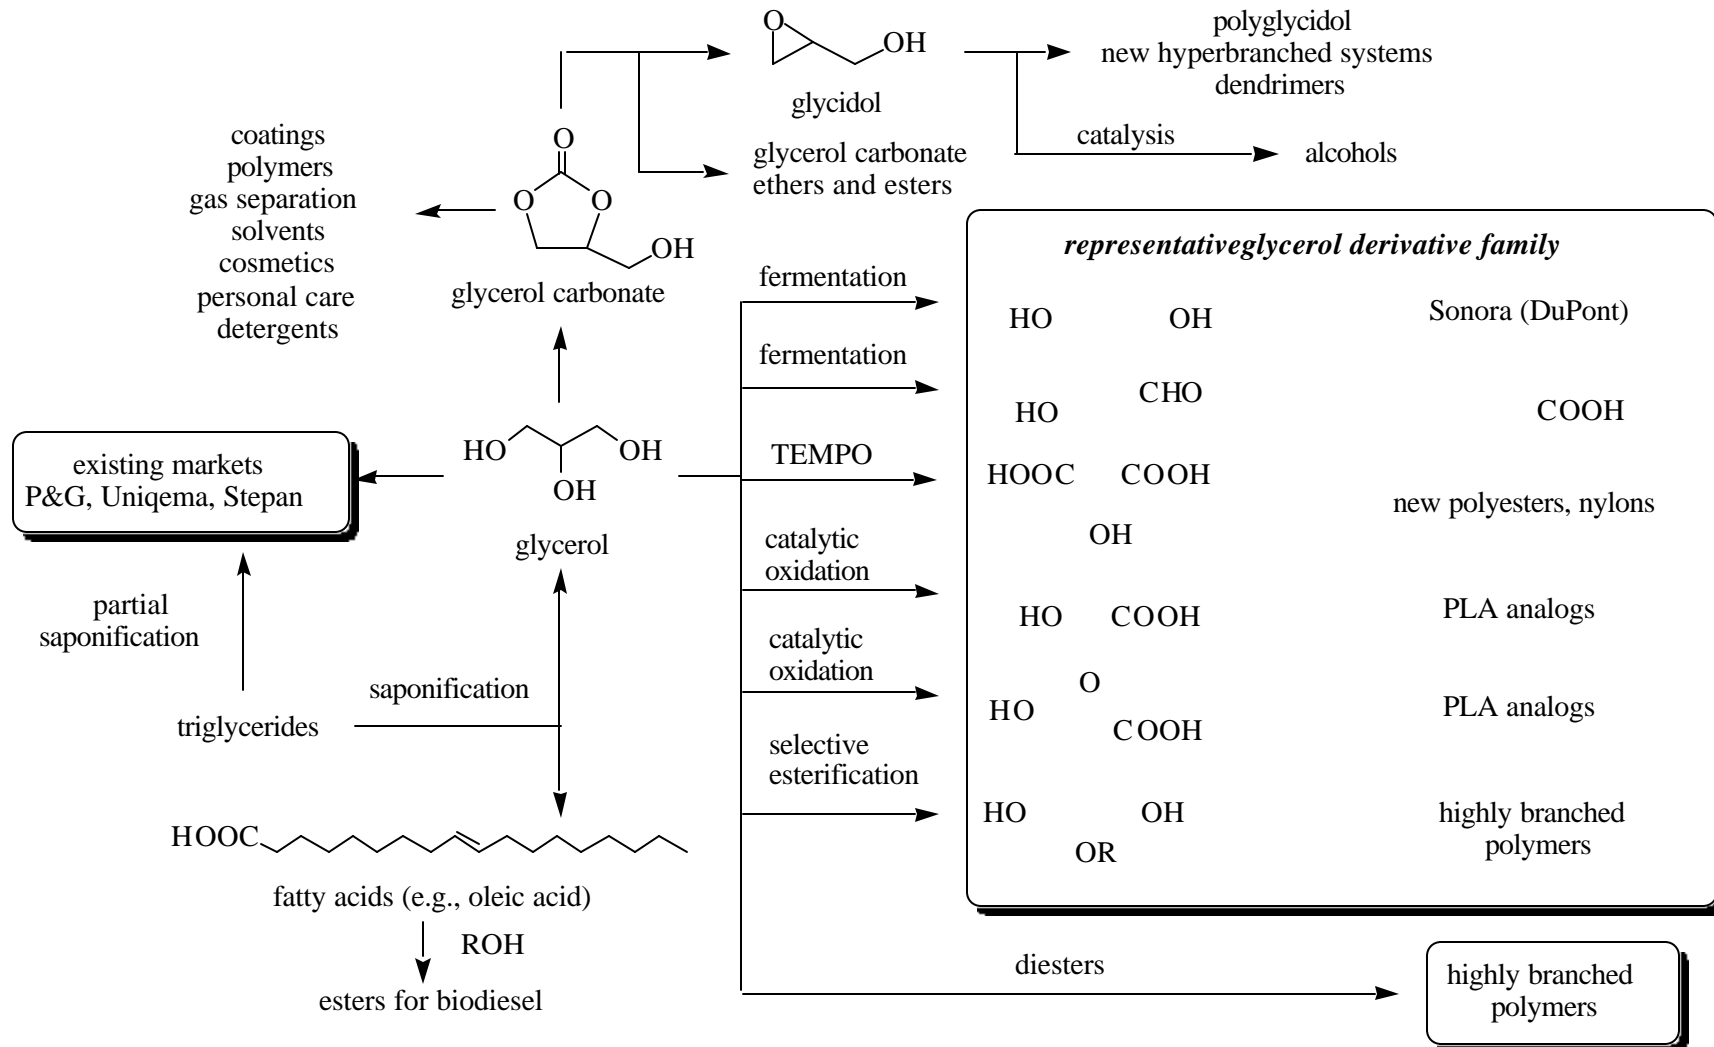 O
OH
glycidol
polyglycidol
new hyperbranched systems
dendrimers
catalysis
alcohols
glycerol carbonate
ethers and esters
coatings
polymers
gas separation
solvents
cosmetics
personal care
detergents
O
O
O
OH
glycerol carbonate
representativeglycerol derivative family
fermentation
HO OH
Sonora (DuPont)
fermentation
HO CHO
COOH
existing markets
P&G, Uniqema, Stepan
HO OH
OH
glycerol
TEMPO
HOOC COOH
OH
new polyesters, nylons
catalytic
oxidation
HO COOH
PLA analogs
catalytic
oxidation
O
HO
COOH
PLA analogs
selective
esterification
HO OH
OR
highly branched
polymers
partial
saponification
saponification
triglycerides
HOOC
fatty acids (e.g., oleic acid)
ROH
esters for biodiesel
diesters
highly branched
polymers